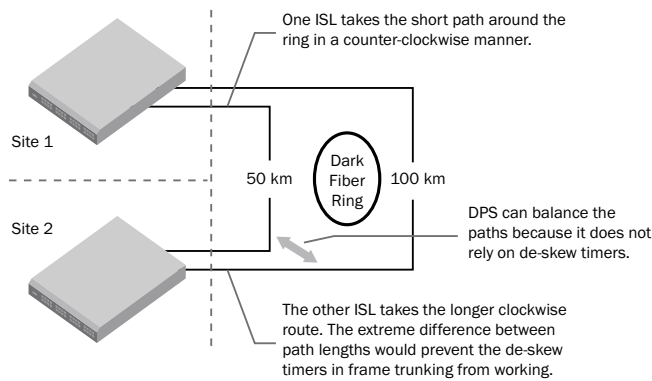 One ISL takes the short path around the
ring in a counter-clockwise manner.
Site 1
50 km
Dark
Fiber
Ring
100 km
Site 2
DPS can balance the
paths because it does not
rely on de-skew timers.
The other ISL takes the longer clockwise
route. The extreme difference between
path lengths would prevent the de-skew
timers in frame trunking from working.